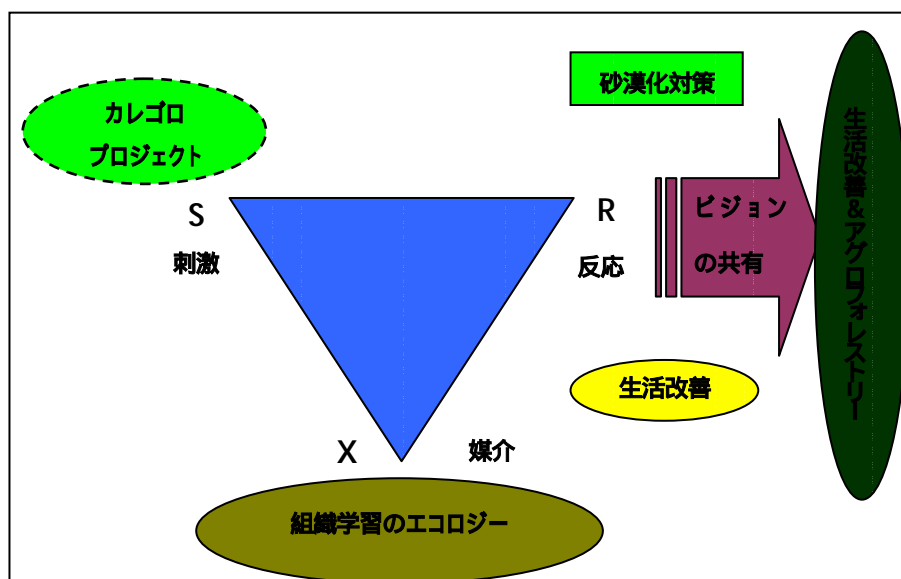 砂漠化対策
カレゴロ
プロジェクト
生活改善&アグロフォレストリー
S
R
ビジョン
刺激
反応
の共有
生活改善
X
媒介
組織学習のエコロジー